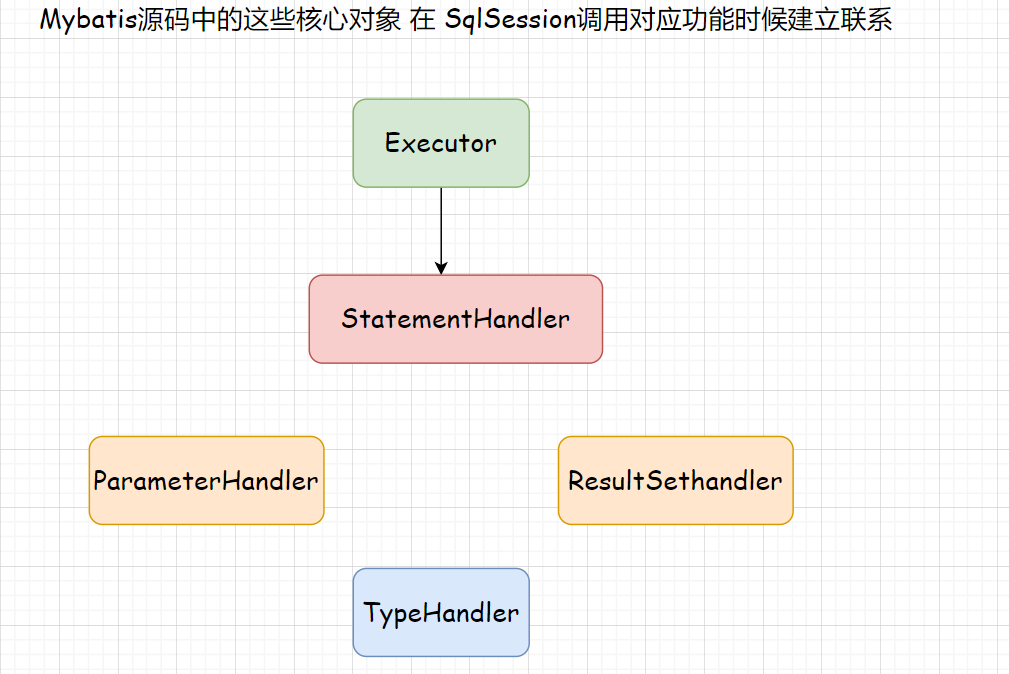 Mybatis源码中的这些核心对象 在 SqlSession调用对应功能时候建立联系
Executor
StatementHandler
ParameterHandler
ResultSethandler
TypeHandler